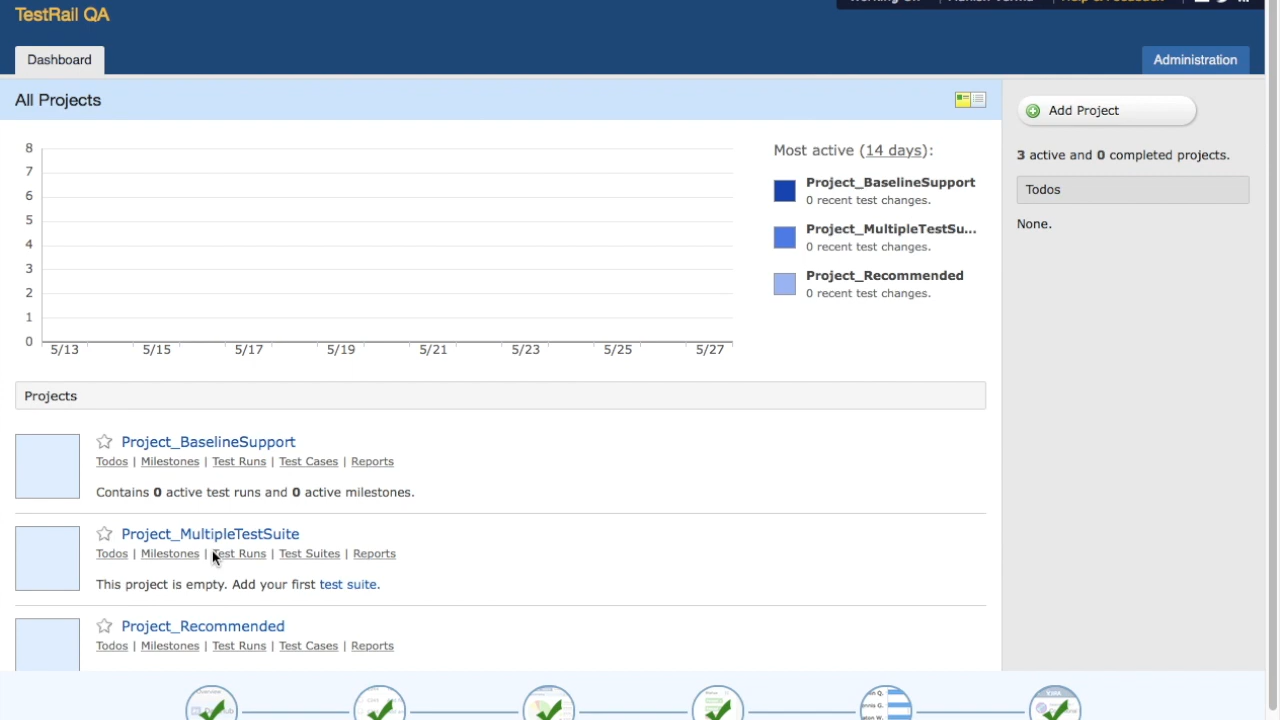 TestRail QA
Dashboard
Administration
All Projects
Add Project
3 active and 0 completed projects.
Todos
None.
8
7
6
5
4
3
2
1
0
5/13 5/15 5/17 5/19 5/21 5/23 5/25 5/27
Most active (14 days):
Project_BaselineSupport
0 recent test changes.
Project_MultipleTestSu...
0 recent test changes.
Project_Recommended
0 recent test changes.
Projects
Project_BaselineSupport
Todos | Milestones | Test Runs | Test Cases | Reports
Contains 0 active test runs and 0 active milestones.
Project_MultipleTestSuite
Todos | Milestones | Test Runs | Test Suites | Reports
This project is empty. Add your first test suite.
Project_Recommended
Todos | Milestones | Test Runs | Test Cases | Reports